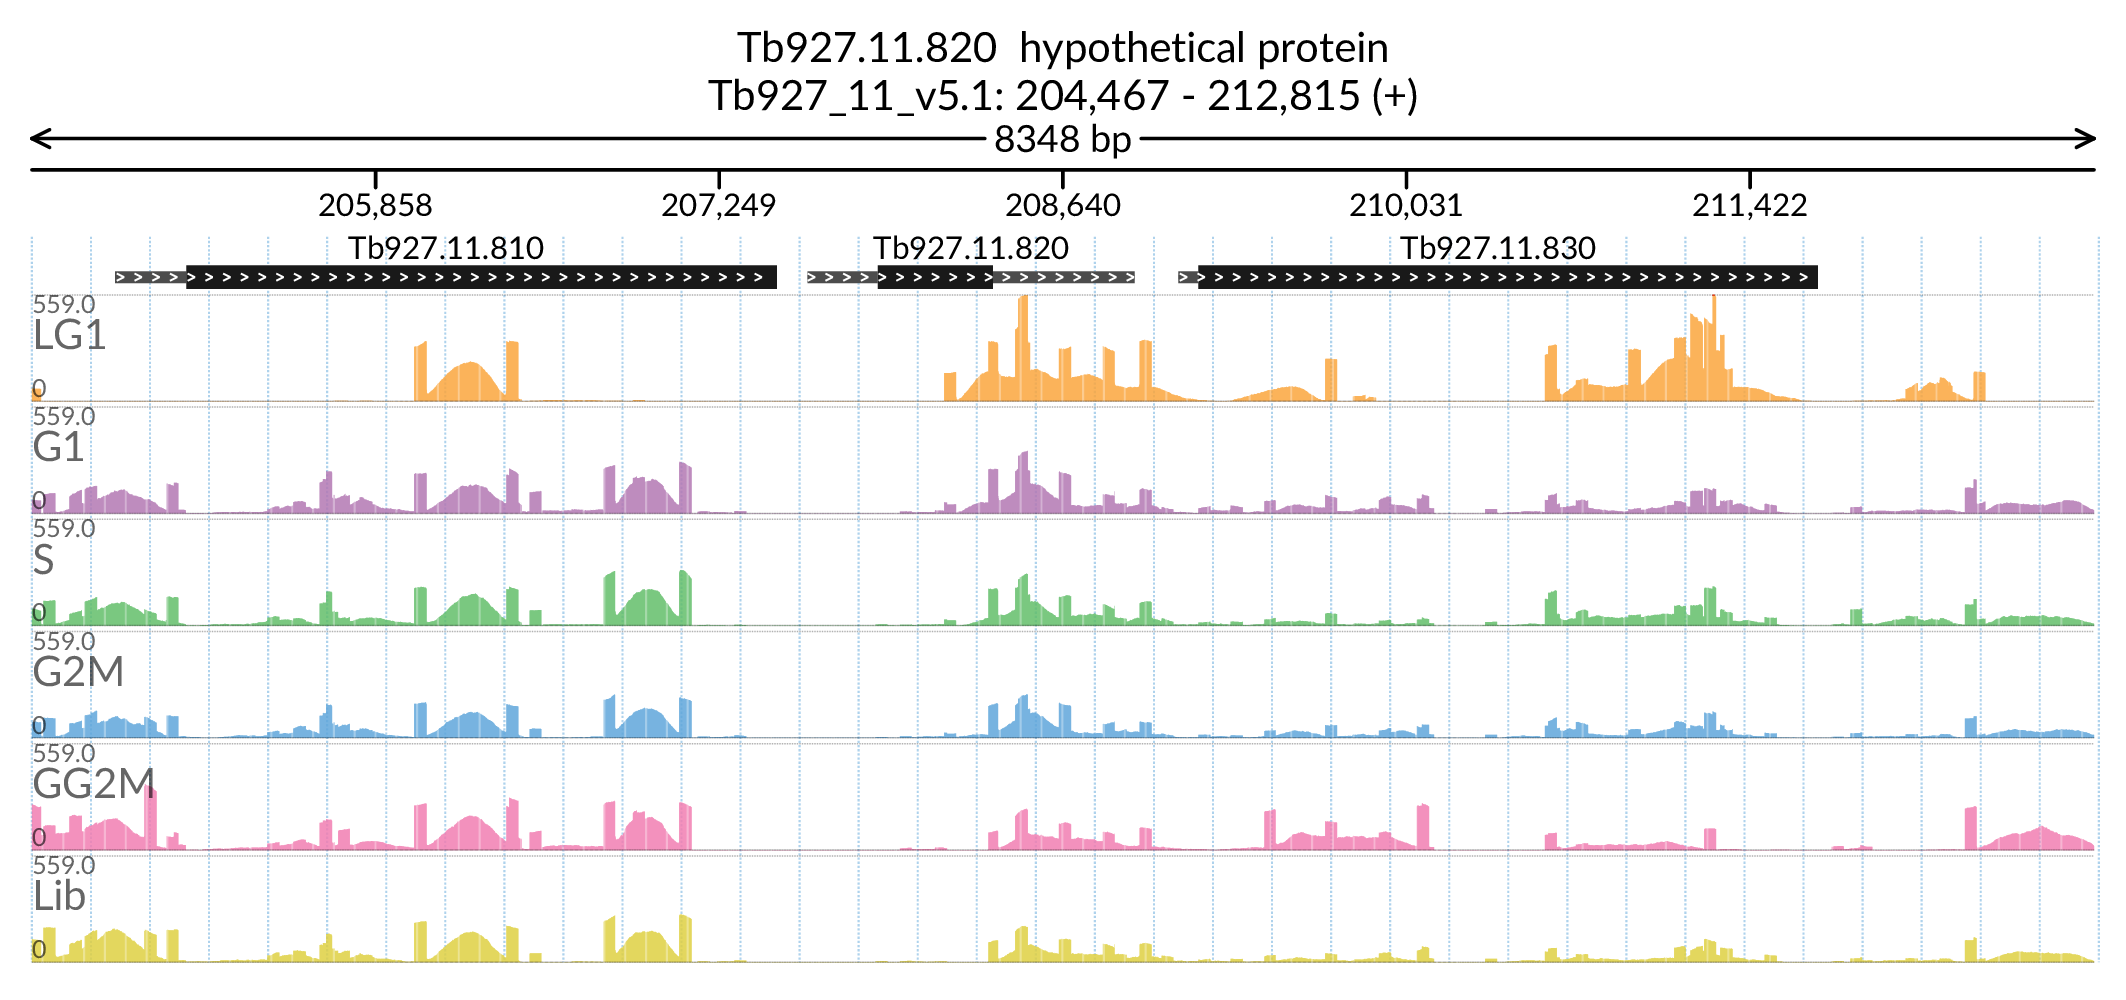 Tb927.11.820  hypothetical protein
Tb927_11_v5.1: 204,467 - 212,815 (+)
8348 bp
205,858 207,249 208,640 210,031 211,422
Tb927.11.810 Tb927.11.820 Tb927.11.830
559.0
LG1
0
559.0
G1
0
559.0
S
0
559.0
G2M
0
559.0
GG2M
0
559.0
Lib
0